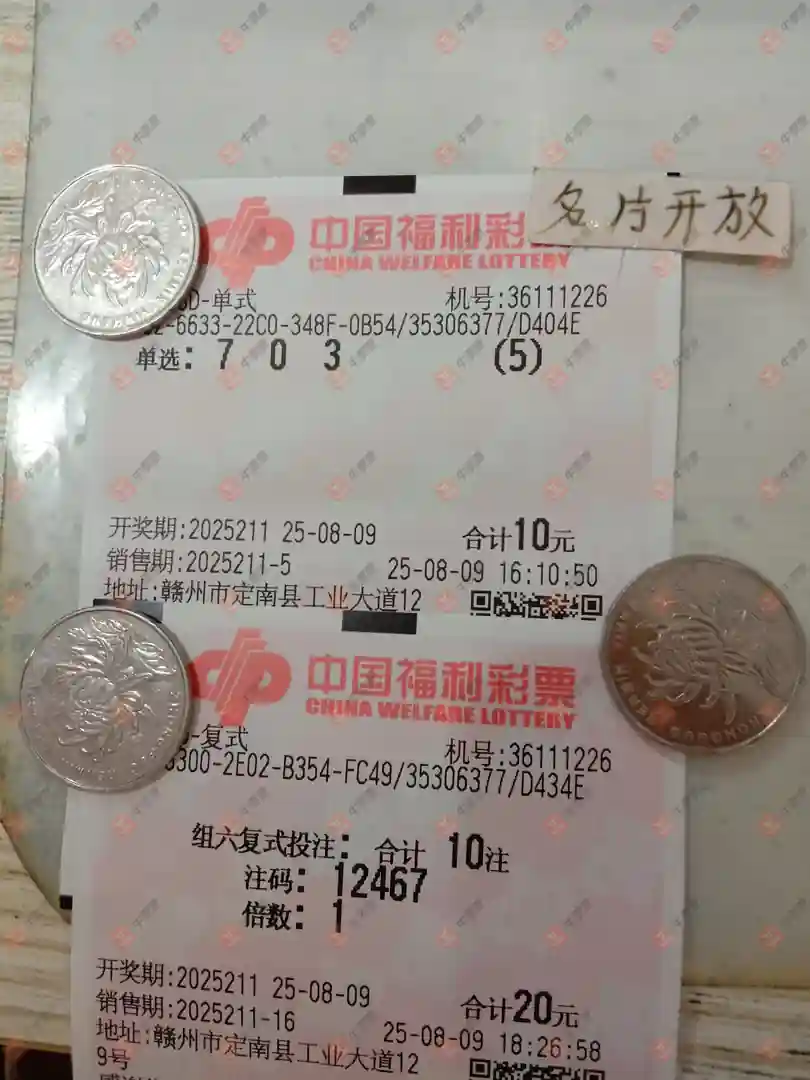 名片开放
中国福利彩
CHINA WELFARE LOTTERY
D-单式 机号:36111226
-6633-22C0-348F-0B54/35306377/D404E
单选: 7 0 3 (5)
开奖期:2025211 25-08-09 合计10元
销售期:2025211-5 25-08-09 16:10:50
地址:赣州市定南县工业大道12
中国福利彩票
CHINA WELFARE LOTTERY
-复式 机号:36111226
300-2E02-B354-FC49/35306377/D434E
组六复式投注: 合计 10注
注码: 12467
倍数: 1
开奖期:2025211 25-08-09 合计20元
销售期:2025211-16 25-08-09 18:26:58
地址:赣州市定南县工业大道12
9号